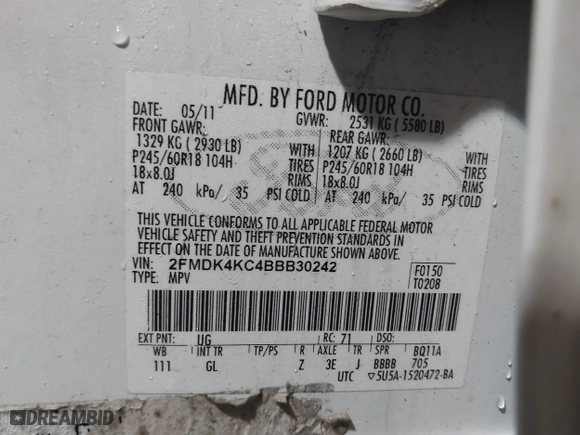 MFD. BY FORD MOTOR CO.
DATE: 05/11 GVWR: 2531 KG ( 5580 LB)
FRONT GAWR: REAR GAWR:
1329 KG ( 2930 LB) WITH 1207 KG ( 2660 LB) WITH
P245/60R18 104H TIRES P245/60R18 104H TIRES
18x8.0J RIMS 18x8.0J RIMS
AT 240 kPa/ 35 PSI COLD AT 240 kPa/ 35 PSI COLD
THIS VEHICLE CONFORMS TO ALL APPLICABLE FEDERAL MOTOR
VEHICLE SAFETY AND THEFT PREVENTION STANDARDS IN
EFFECT ON THE DATE OF MANUFACTURE SHOWN ABOVE.
VIN: 2FMDK4KC4BBB30242 F0150
TYPE: MPV T0208
EXT PNT: UG RC: 71 DSO:
WB INT TR TP/PS R AXLE TR SPR BQ11A
111 GL Z 3E J BBBB 705
UTC ▽5U5A-1520472-BA
DREAMBID